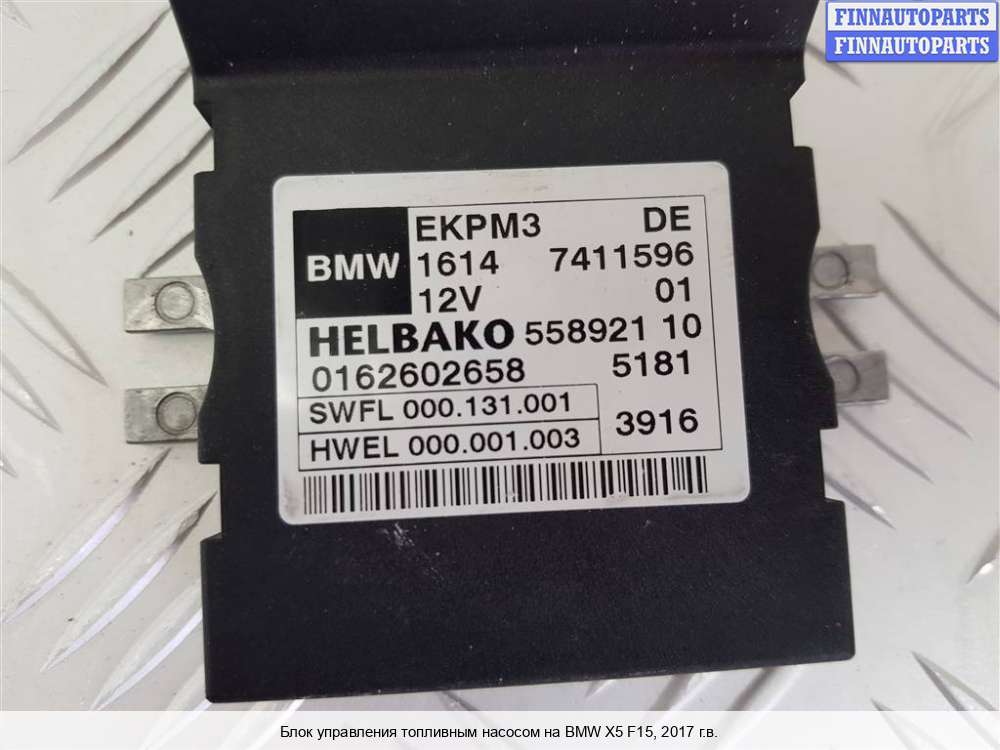 FINNAUTOPARTS
FINNAUTOPARTS
EKPM3 DE
BMW 1614 7411596
12V 01
HELBAKO 558921 10
0162602658 5181
SWFL 000.131.001
3916
HWEL 000.001.003
Блок управления топливным насосом на BMW X5 F15, 2017 г.в.